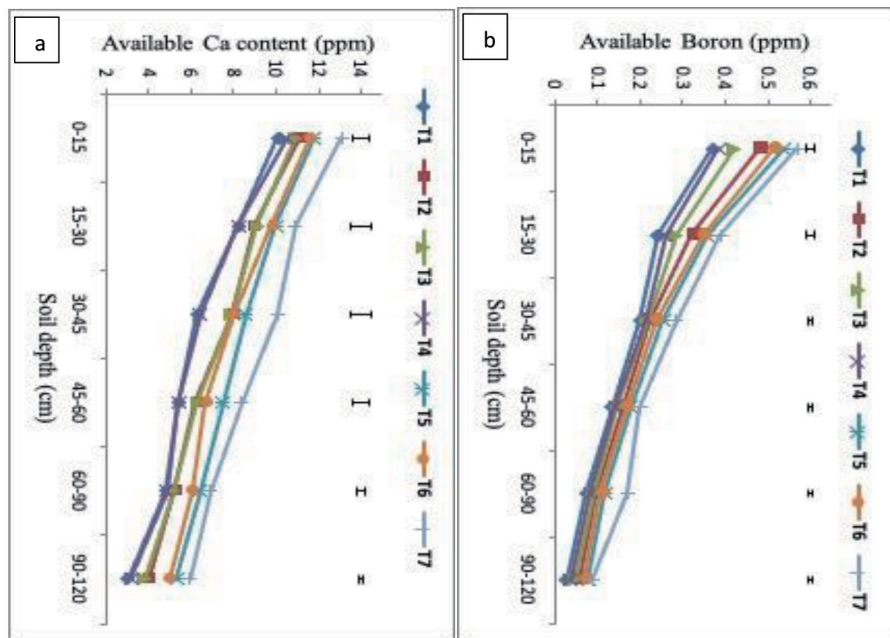 a
Available Ca content (ppm)
2 4 6 8 10 12 14
0-15
15-30
30-45
45-60
60-90
90-120
Soil depth (cm)
T1
T2
T3
T4
T5
T6
T7
b
Available Boron (ppm)
0 0.1 0.2 0.3 0.4 0.5 0.6
0-15
15-30
30-45
45-60
60-90
90-120
Soil depth (cm)
T1
T2
T3
T4
T5
T6
T7